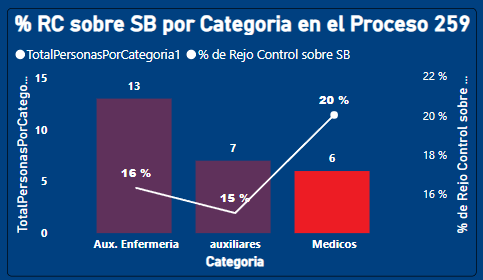 % RC sobre SB por Categoria en el Proceso 259
TotalPersonasPorCategoria1 % de Rejo Control sobre SB
TotalPersonasPorCatego...
15
10
5
0
13
7
6
16 %
15 %
20 %
22 %
20 %
18 %
16 %
% de Rejo Control sobre ...
Aux. Enfermeria auxiliares Medicos
Categoria